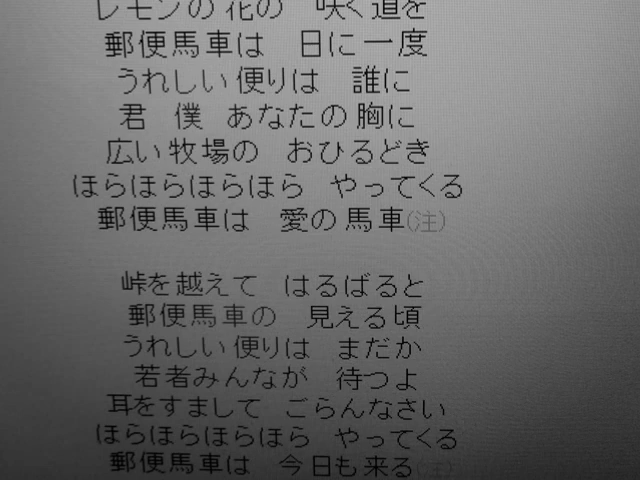 レモンの花の 咲く道を
郵便馬車は 日に一度
うれしい便りは 誰に
君 僕 あなたの胸に
広い牧場の おひるどき
ほらほらほらほら やってくる
郵便馬車は 愛の馬車(注)
峠を越えて はるばると
郵便馬車の 見える頃
うれしい便りは まだか
若者みんなが 待つよ
耳をすまして ごらんなさい
ほらほらほらほら やってくる
郵便馬車は 今日も来る(注)